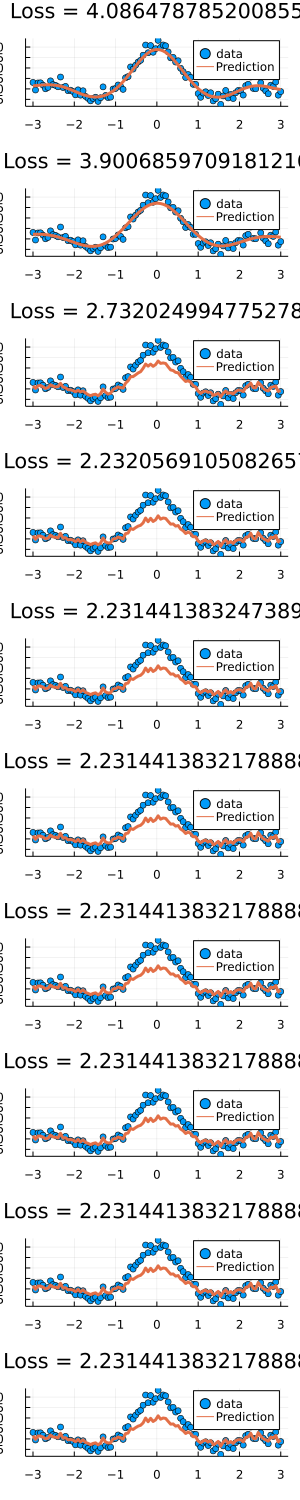 Loss = 4.086478785200855
data
Prediction
−3 −2 −1 0 1 2 3
Loss = 3.900685970918121
data
Prediction
−3 −2 −1 0 1 2 3
Loss = 2.732024994775278
data
Prediction
−3 −2 −1 0 1 2 3
Loss = 2.232056910508265
data
Prediction
−3 −2 −1 0 1 2 3
Loss = 2.231441383247389
data
Prediction
−3 −2 −1 0 1 2 3
Loss = 2.231441383217888
data
Prediction
−3 −2 −1 0 1 2 3
Loss = 2.231441383217888
data
Prediction
−3 −2 −1 0 1 2 3
Loss = 2.231441383217888
data
Prediction
−3 −2 −1 0 1 2 3
Loss = 2.231441383217888
data
Prediction
−3 −2 −1 0 1 2 3
Loss = 2.231441383217888
data
Prediction
−3 −2 −1 0 1 2 3